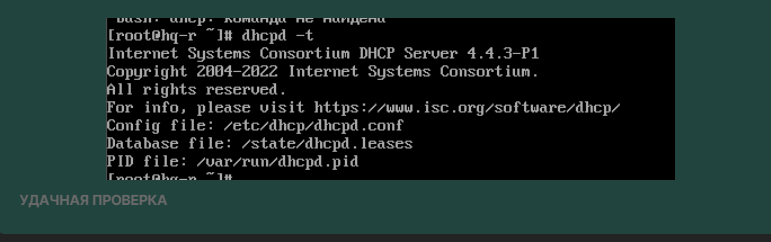 bash: dhcp: команда не найдена
[root@hq-r ~]# dhcpd -t
Internet Systems Consortium DHCP Server 4.4.3-P1
Copyright 2004-2022 Internet Systems Consortium.
All rights reserved.
For info, please visit https://www.isc.org/software/dhcp/
Config file: /etc/dhcp/dhcpd.conf
Database file: /state/dhcpd.leases
PID file: /var/run/dhcpd.pid
[root@hq-r ~]#
УДАЧНАЯ ПРОВЕРКА